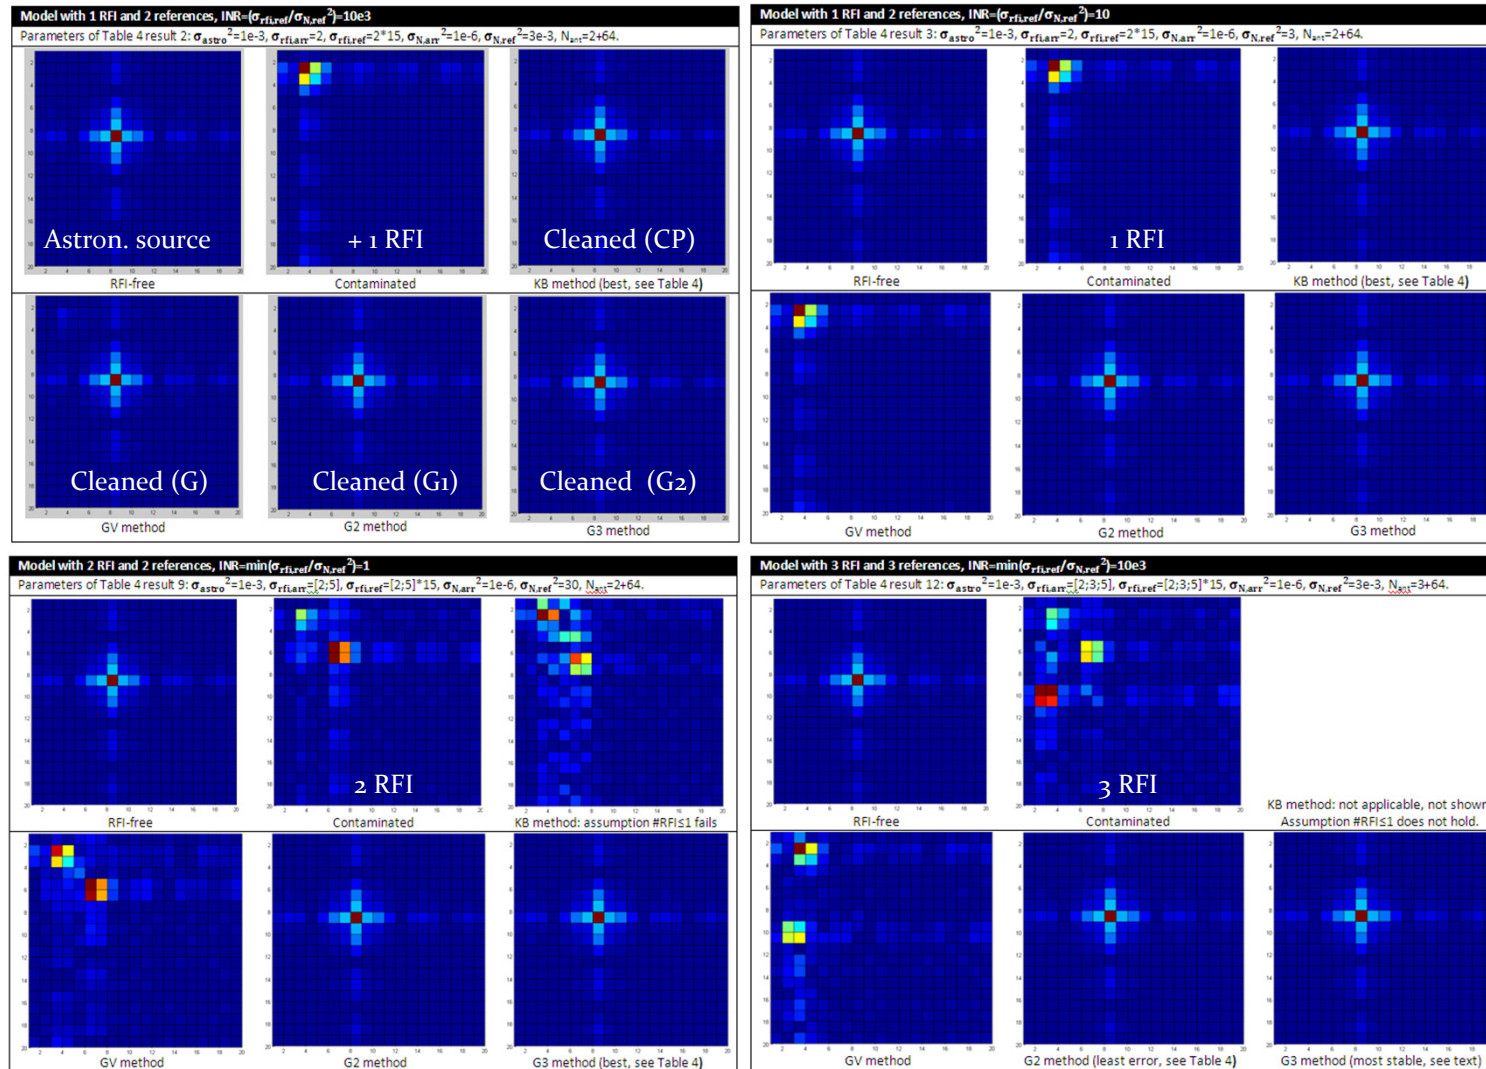 Model with 1 RFI and 2 references, INR=(σrfi,ref/σN,ref²)=10e3
Parameters of Table 4 result 2: σastro²=1e-3, σrfi,arr=2, σrfi,ref=2*15, σN,arr²=1e-6, σN,ref²=3e-3, Nant=2+64.
Astron. source
+ 1 RFI
Cleaned (CP)
RFI-free
Contaminated
KB method (best, see Table 4)
Cleaned (G)
Cleaned (G1)
Cleaned (G2)
GV method
G2 method
G3 method
Model with 1 RFI and 2 references, INR=(σrfi,ref/σN,ref²)=10
Parameters of Table 4 result 3: σastro²=1e-3, σrfi,arr=2, σrfi,ref=2*15, σN,arr²=1e-6, σN,ref²=3, Nant=2+64.
1 RFI
RFI-free
Contaminated
KB method (best, see Table 4)
GV method
G2 method
G3 method
Model with 2 RFI and 2 references, INR=min(σrfi,ref/σN,ref²)=1
Parameters of Table 4 result 9: σastro²=1e-3, σrfi,arr=[2;5], σrfi,ref=[2;5]*15, σN,arr²=1e-6, σN,ref²=30, Nant=2+64.
2 RFI
RFI-free
Contaminated
KB method: assumption #RFI≤1 fails
GV method
G2 method
G3 method (best, see Table 4)
Model with 3 RFI and 3 references, INR=min(σrfi,ref/σN,ref²)=10e3
Parameters of Table 4 result 12: σastro²=1e-3, σrfi,arr=[2;3;5], σrfi,ref=[2;3;5]*15, σN,arr²=1e-6, σN,ref²=3e-3, Nant=3+64.
3 RFI
RFI-free
Contaminated
KB method: not applicable, not shown
Assumption #RFI≤1 does not hold.
GV method
G2 method (least error, see Table 4)
G3 method (most stable, see text)